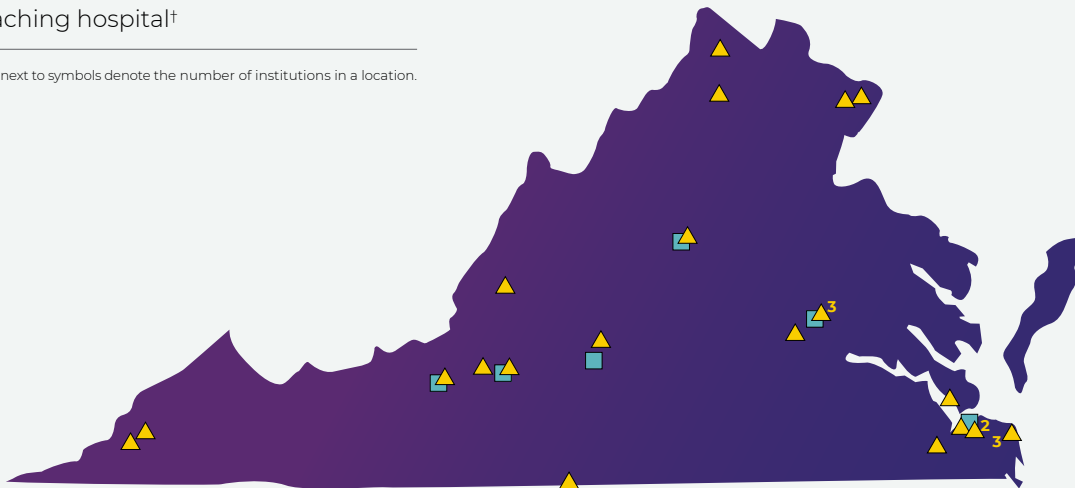 aching hospital†
next to symbols denote the number of institutions in a location.
3
2
3